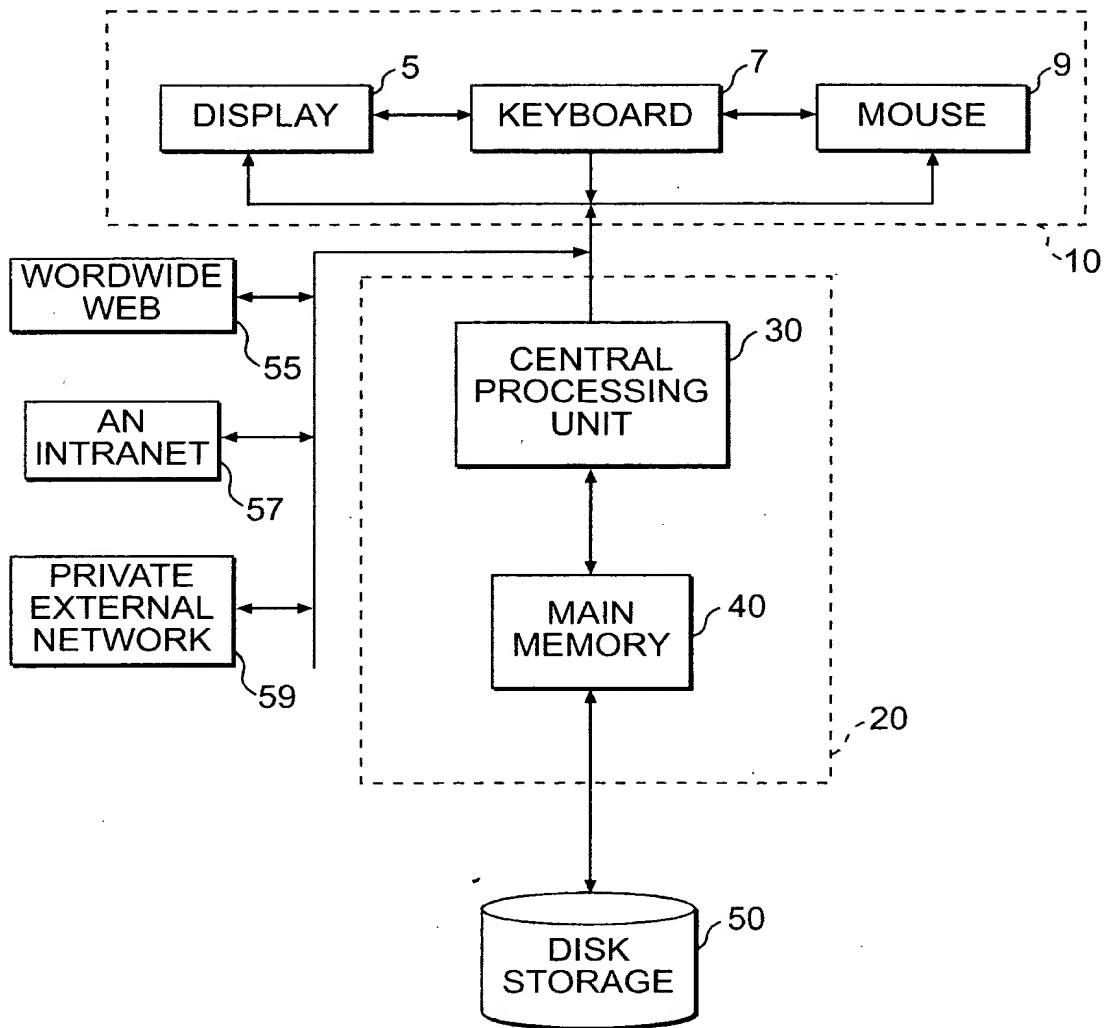 5
7
9
DISPLAY
KEYBOARD
MOUSE
10
WORDWIDE
WEB
55
30
CENTRAL
PROCESSING
UNIT
AN
INTRANET
57
PRIVATE
EXTERNAL
NETWORK
59
MAIN
MEMORY
40
20
50
DISK
STORAGE